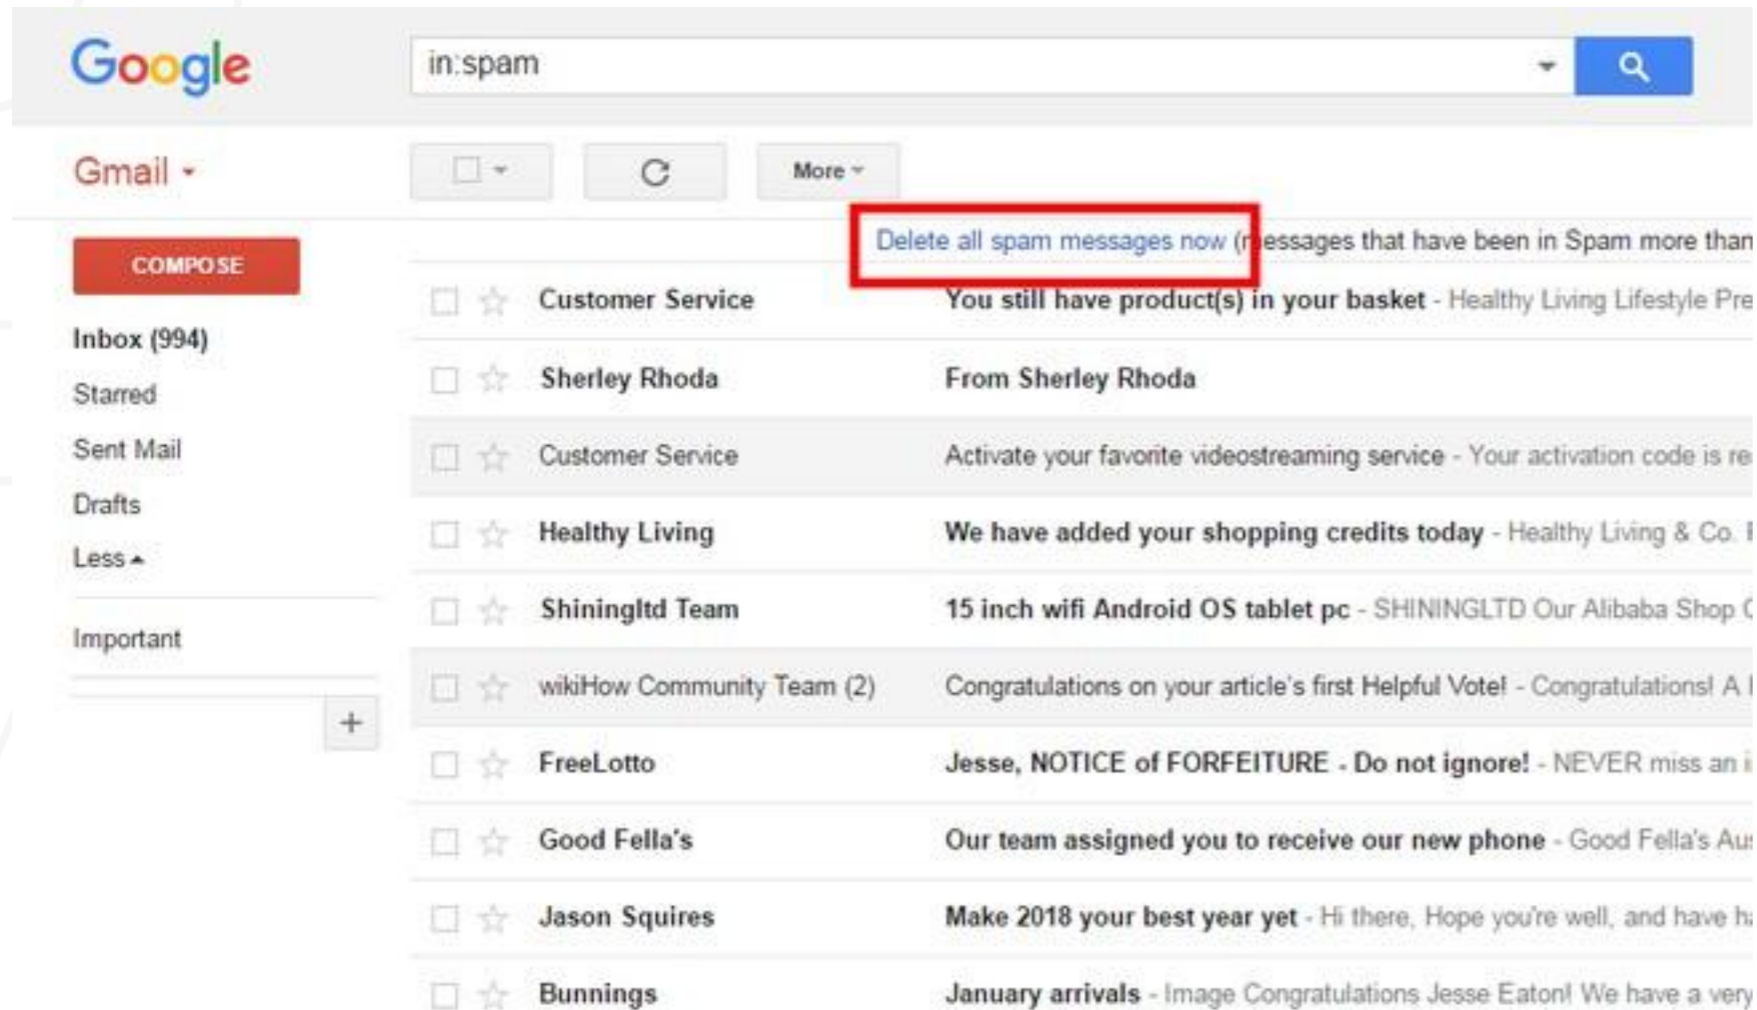 Google
in:spam
Gmail
More
COMPOSE
Inbox (994)
Starred
Sent Mail
Drafts
Less
Important
+
Delete all spam messages now (messages that have been in Spam more than
Customer Service You still have product(s) in your basket - Healthy Living Lifestyle Pre
Sherley Rhoda From Sherley Rhoda
Customer Service Activate your favorite videostreaming service - Your activation code is re
Healthy Living We have added your shopping credits today - Healthy Living & Co.
Shiningltd Team 15 inch wifi Android OS tablet pc - SHININGLTD Our Alibaba Shop
wikiHow Community Team (2) Congratulations on your article's first Helpful Vote! - Congratulations! A
FreeLotto Jesse, NOTICE of FORFEITURE - Do not ignore! - NEVER miss an
Good Fella's Our team assigned you to receive our new phone - Good Fella's Aus
Jason Squires Make 2018 your best year yet - Hi there, Hope you're well, and have ha
Bunnings January arrivals - Image Congratulations Jesse Eaton! We have a very